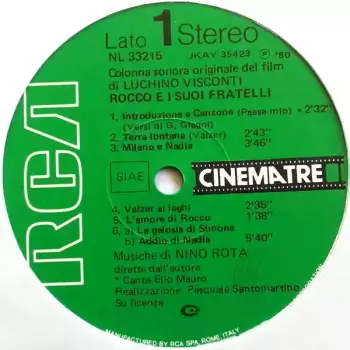 Lato 1 Stereo
NL 33215 JKAY 35423 Ⓟ '80
Colonna sonora originale del film
di LUCHINO VISCONTI
ROCCO E I SUOI FRATELLI
1. Introduzione e Canzone (Paese mio) • 2'32"
(Versi di G. Giagni)
2. Terra lontana (Valzer) 2'43"
3. Milano e Nadia 3'46"
RCA
SIAE
CINEMATRE
4. Valzer ai laghi 2'36"
5. L'amore di Rocco 1'38"
6. a) La gelosia di Simone
b) Addio di Nadia 5'40"
Musiche di NINO ROTA
dirette dall'autore
* Canta Elio Mauro
Realizzazione: Pasquale Santomartino
Su licenza
MANUFACTURED BY RCA SPA, ROME, ITALY